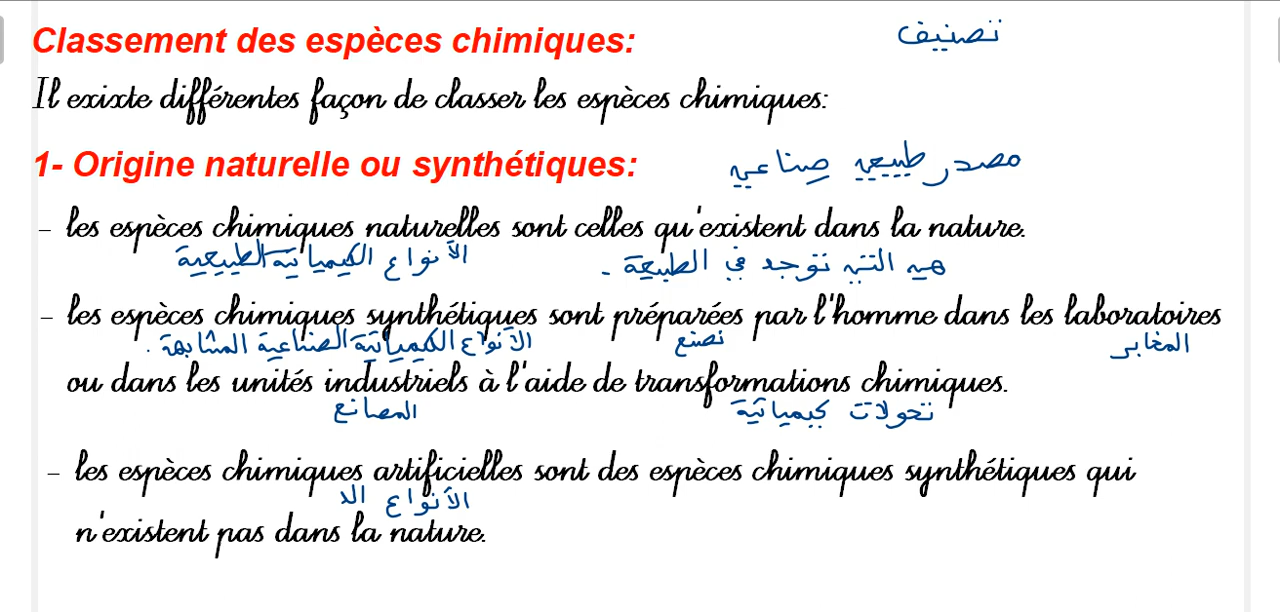 Classement des espèces chimiques: تصنيف
Il existe différentes façon de classer les espèces chimiques:
1- Origine naturelle ou synthétiques: مصدر طبيعي صناعي
- les espèces chimiques naturelles sont celles qu'existent dans la nature.
الأنواع الكيميائية الطبيعية هي التي توجد في الطبيعة .
- les espèces chimiques synthétiques sont préparées par l'homme dans les laboratoires
الأنواع الكيميائية الصناعية المشابهة . تصنع المخابر
ou dans les unités industriels à l'aide de transformations chimiques.
المصانع تحولات كيميائية
- les espèces chimiques artificielles sont des espèces chimiques synthétiques qui
الأنواع الا
n'existent pas dans la nature.